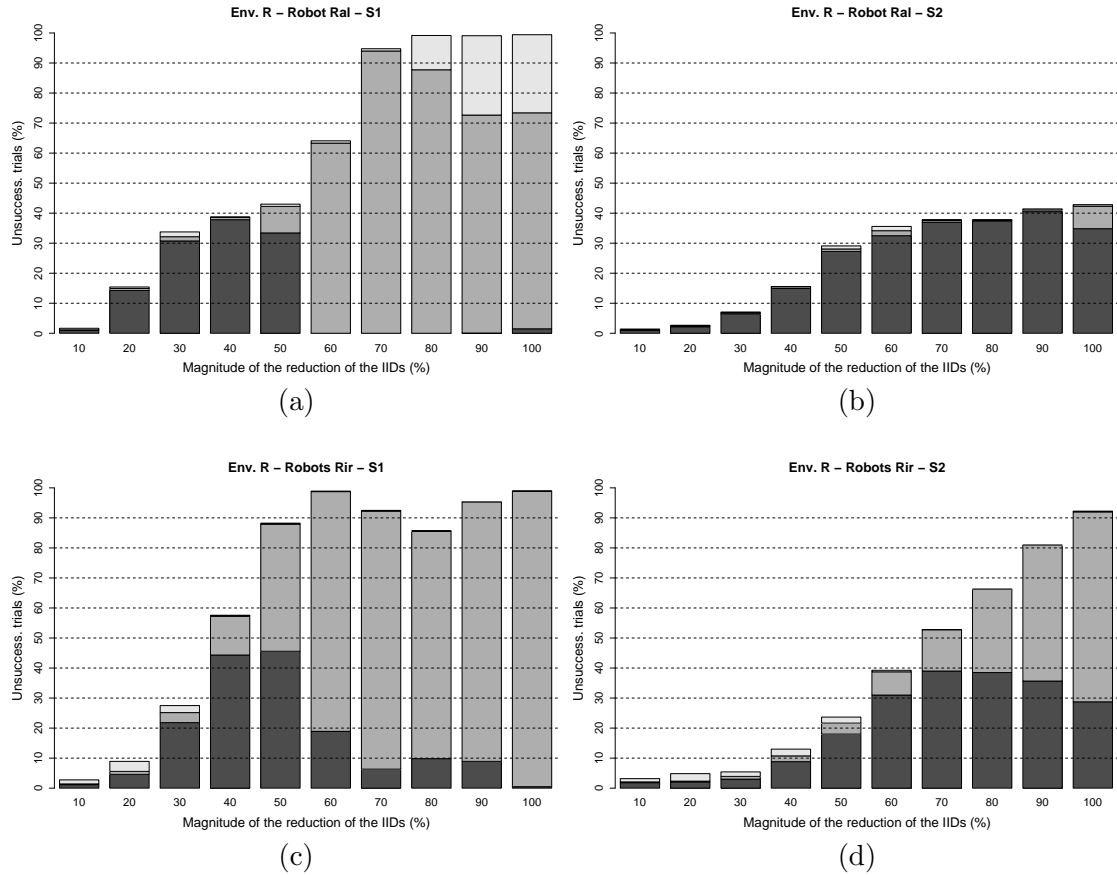 Env. R − Robot Ral − S1
Unsuccess. trials (%)
100
90
80
70
60
50
40
30
20
10
0
10 20 30 40 50 60 70 80 90 100
Magnitude of the reduction of the IIDs (%)
(a)
Env. R − Robot Ral − S2
Unsuccess. trials (%)
100
90
80
70
60
50
40
30
20
10
0
10 20 30 40 50 60 70 80 90 100
Magnitude of the reduction of the IIDs (%)
(b)
Env. R − Robots Rir − S1
Unsuccess. trials (%)
100
90
80
70
60
50
40
30
20
10
0
10 20 30 40 50 60 70 80 90 100
Magnitude of the reduction of the IIDs (%)
(c)
Env. R − Robots Rir − S2
Unsuccess. trials (%)
100
90
80
70
60
50
40
30
20
10
0
10 20 30 40 50 60 70 80 90 100
Magnitude of the reduction of the IIDs (%)
(d)